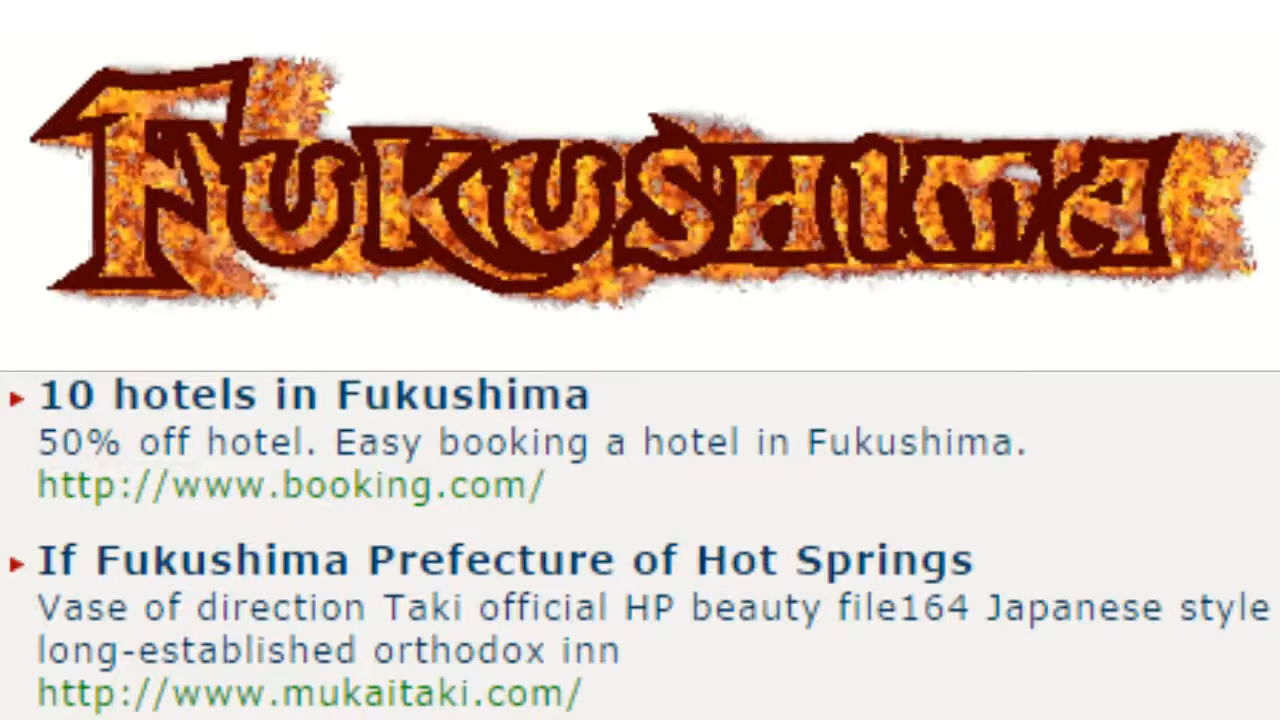 FUKUSHIMA
10 hotels in Fukushima
50% off hotel. Easy booking a hotel in Fukushima.
http://www.booking.com/
If Fukushima Prefecture of Hot Springs
Vase of direction Taki official HP beauty file164 Japanese style
long-established orthodox inn
http://www.mukaitaki.com/